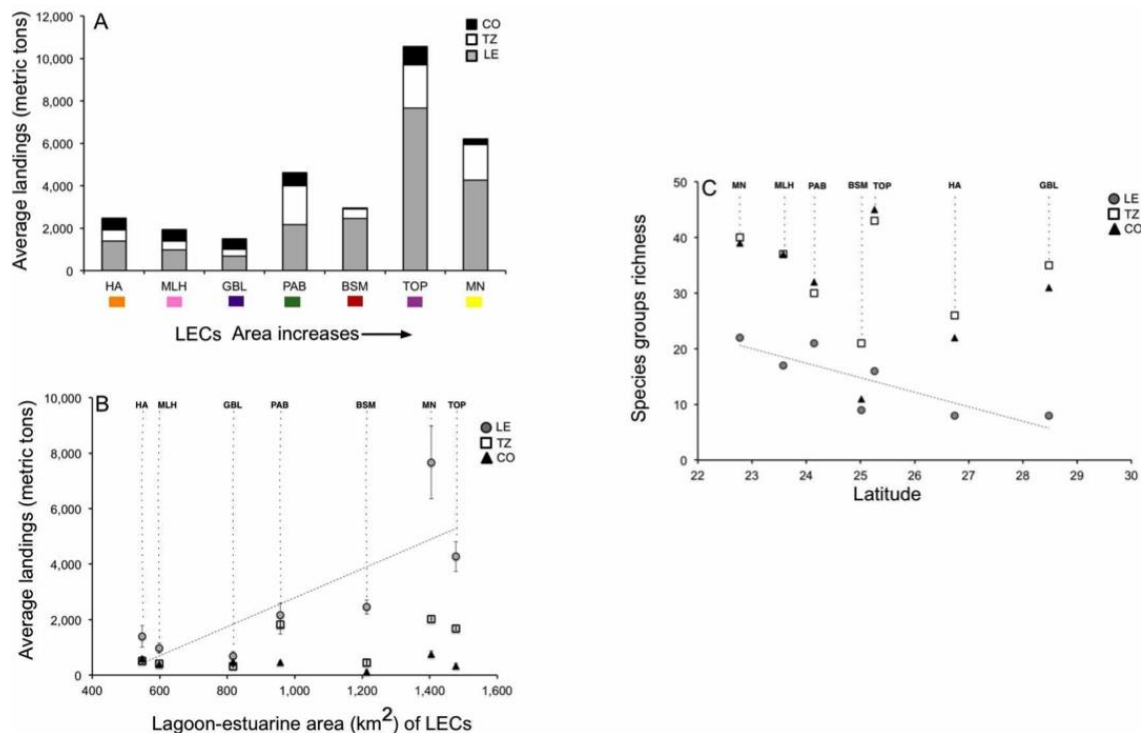 A
CO
TZ
LE
Average landings (metric tons)
12,000
10,000
8,000
6,000
4,000
2,000
0
HA MLH GBL PAB BSM TOP MN
LECs Area increases
B
HA MLH GBL PAB BSM MN TOP
LE
TZ
CO
Average landings (metric tons)
10,000
8,000
6,000
4,000
2,000
0
400 600 800 1,000 1,200 1,400 1,600
Lagoon-estuarine area (km²) of LECs
C
MN MLH PAB BSM TOP HA GBL
LE
TZ
CO
Species groups richness
50
40
30
20
10
0
22 23 24 25 26 27 28 29 30
Latitude